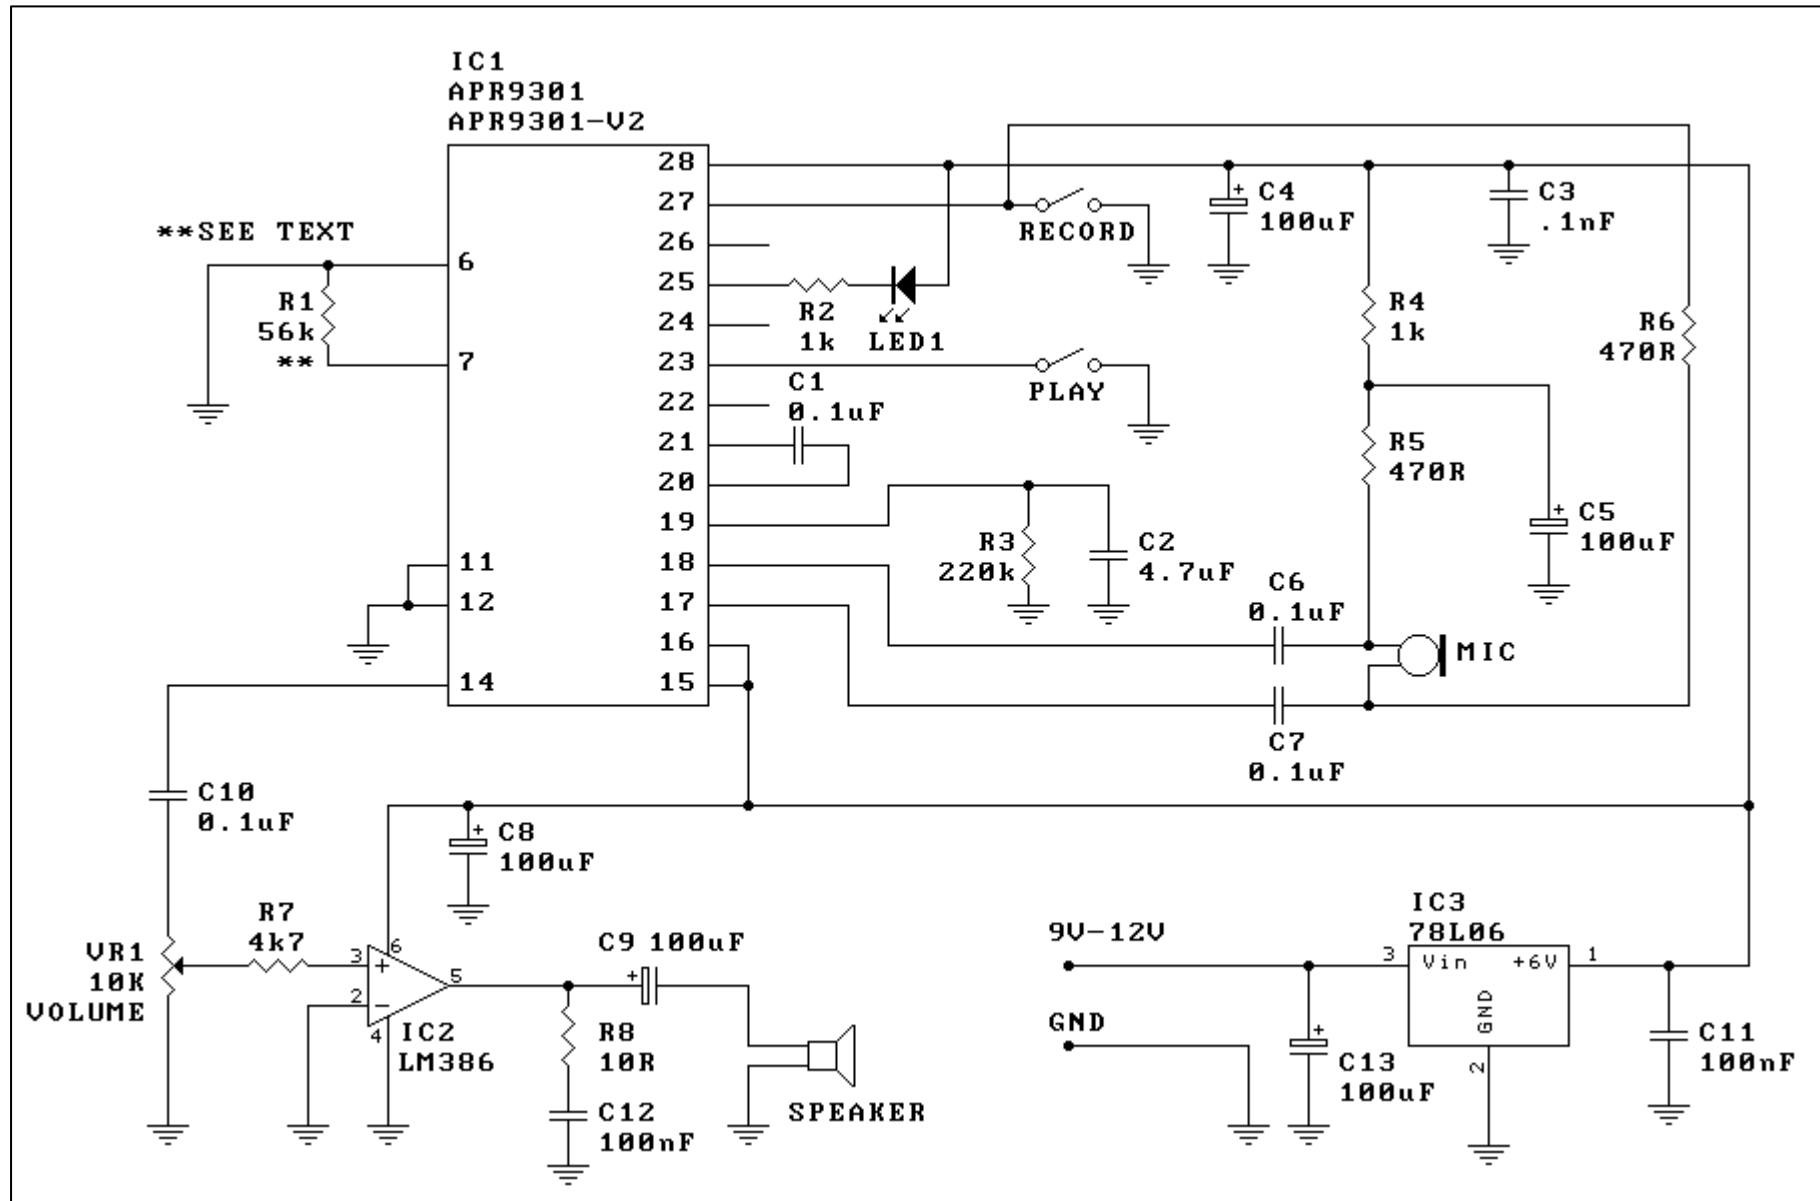 IC1
APR9301
APR9301-V2
28
27
26
25
24
23
22
21
20
19
18
17
16
15
6
7
11
12
14
**SEE TEXT
R1
56k
**
R2
1k
LED1
RECORD
PLAY
C1
0.1uF
+
C4
100uF
C3
.1nF
R4
1k
R6
470R
R5
470R
+
C5
100uF
R3
220k
C2
4.7uF
C6
0.1uF
MIC
C7
0.1uF
C10
0.1uF
+
C8
100uF
VR1
10K
VOLUME
R7
4k7
3
+
6
2
−
4
5
IC2
LM386
C9 100uF
+
R8
10R
C12
100nF
SPEAKER
9V-12V
GND
IC3
78L06
3
Vin
+6V
1
GND
2
+
C13
100uF
C11
100nF